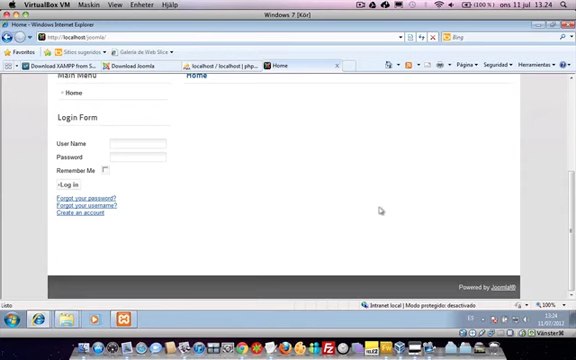 VirtualBox VM Maskin View Enheter Hjälp
(100 %) ons 11 jul 13.24
Windows 7 [Kör]
Home - Windows Internet Explorer
http://localhost/joomla/
Bing
Favoritos Sitios sugeridos Galería de Web Slice
Download XAMPP from S... Download Joomla localhost / localhost | php... Home Página Seguridad Herramientas
Main Menu
Home
Home
Login Form
User Name
Password
Remember Me
Log in
Forgot your password?
Forgot your username?
Create an account
Powered by Joomla!®
Listo Intranet local | Modo protegido: desactivado 100%
ES 13:24
11/07/2012
Vänster⌘